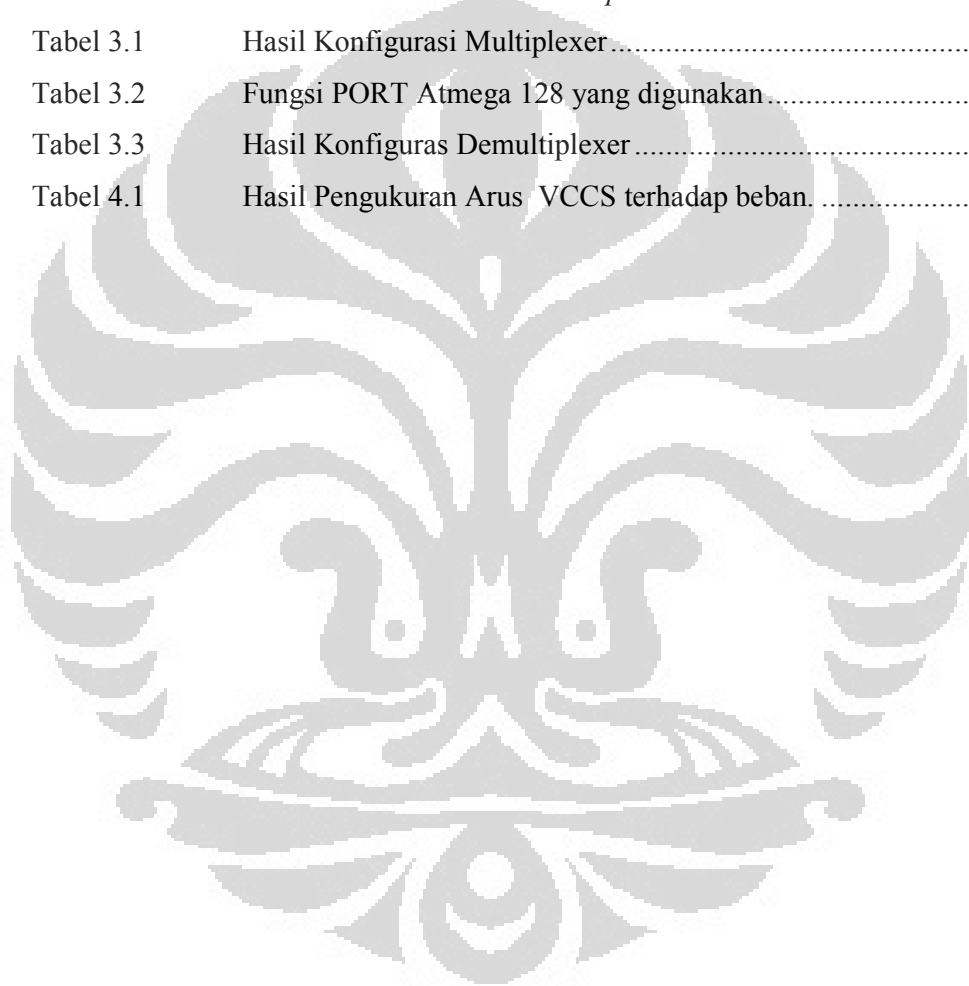 Tabel 3.1 Hasil Konfigurasi Multiplexer................................................
Tabel 3.2 Fungsi PORT Atmega 128 yang digunakan...........................
Tabel 3.3 Hasil Konfiguras Demultiplexer.............................................
Tabel 4.1 Hasil Pengukuran Arus VCCS terhadap beban. ....................